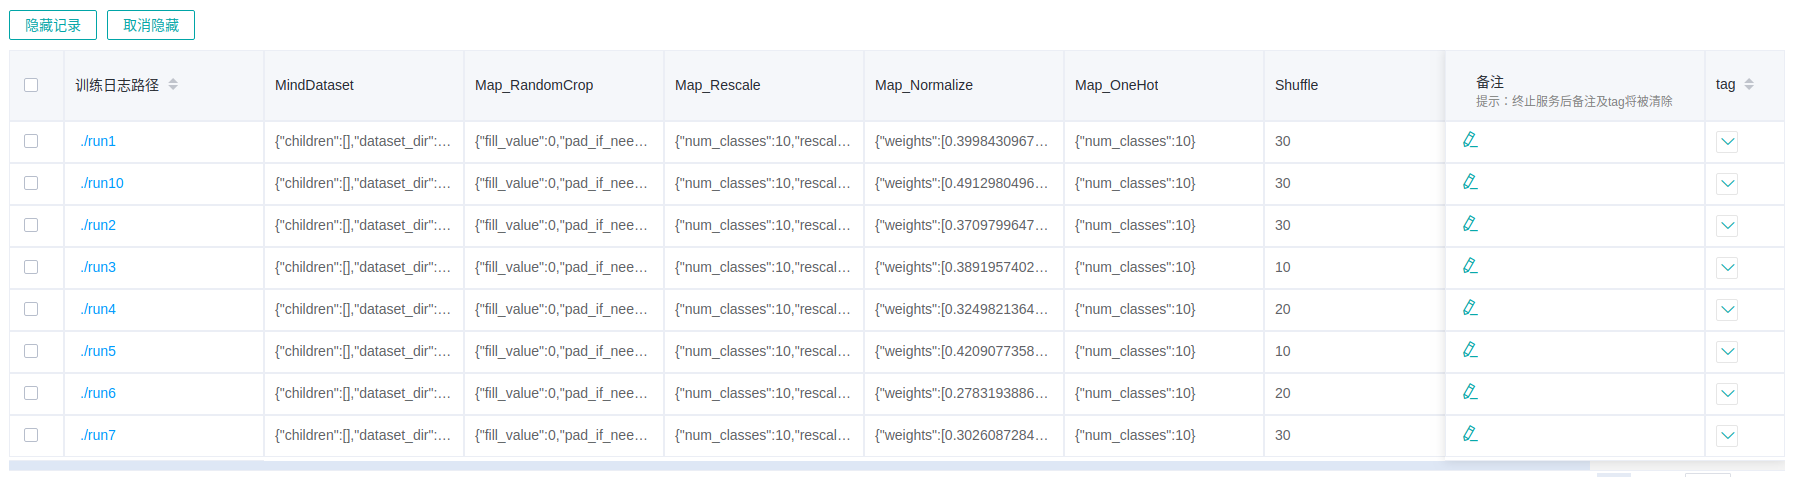 隐藏记录 取消隐藏
训练日志路径 MindDataset Map_RandomCrop Map_Rescale Map_Normalize Map_OneHot Shuffle 备注 tag
提示：终止服务后备注及tag将被清除
./run1 {"children":[],"dataset_dir":... {"fill_value":0,"pad_if_nee... {"num_classes":10,"rescal... {"weights":[0.3998430967... {"num_classes":10} 30
./run10 {"children":[],"dataset_dir":... {"fill_value":0,"pad_if_nee... {"num_classes":10,"rescal... {"weights":[0.4912980496... {"num_classes":10} 30
./run2 {"children":[],"dataset_dir":... {"fill_value":0,"pad_if_nee... {"num_classes":10,"rescal... {"weights":[0.3709799647... {"num_classes":10} 30
./run3 {"children":[],"dataset_dir":... {"fill_value":0,"pad_if_nee... {"num_classes":10,"rescal... {"weights":[0.3891957402... {"num_classes":10} 10
./run4 {"children":[],"dataset_dir":... {"fill_value":0,"pad_if_nee... {"num_classes":10,"rescal... {"weights":[0.3249821364... {"num_classes":10} 20
./run5 {"children":[],"dataset_dir":... {"fill_value":0,"pad_if_nee... {"num_classes":10,"rescal... {"weights":[0.4209077358... {"num_classes":10} 10
./run6 {"children":[],"dataset_dir":... {"fill_value":0,"pad_if_nee... {"num_classes":10,"rescal... {"weights":[0.2783193886... {"num_classes":10} 20
./run7 {"children":[],"dataset_dir":... {"fill_value":0,"pad_if_nee... {"num_classes":10,"rescal... {"weights":[0.3026087284... {"num_classes":10} 30